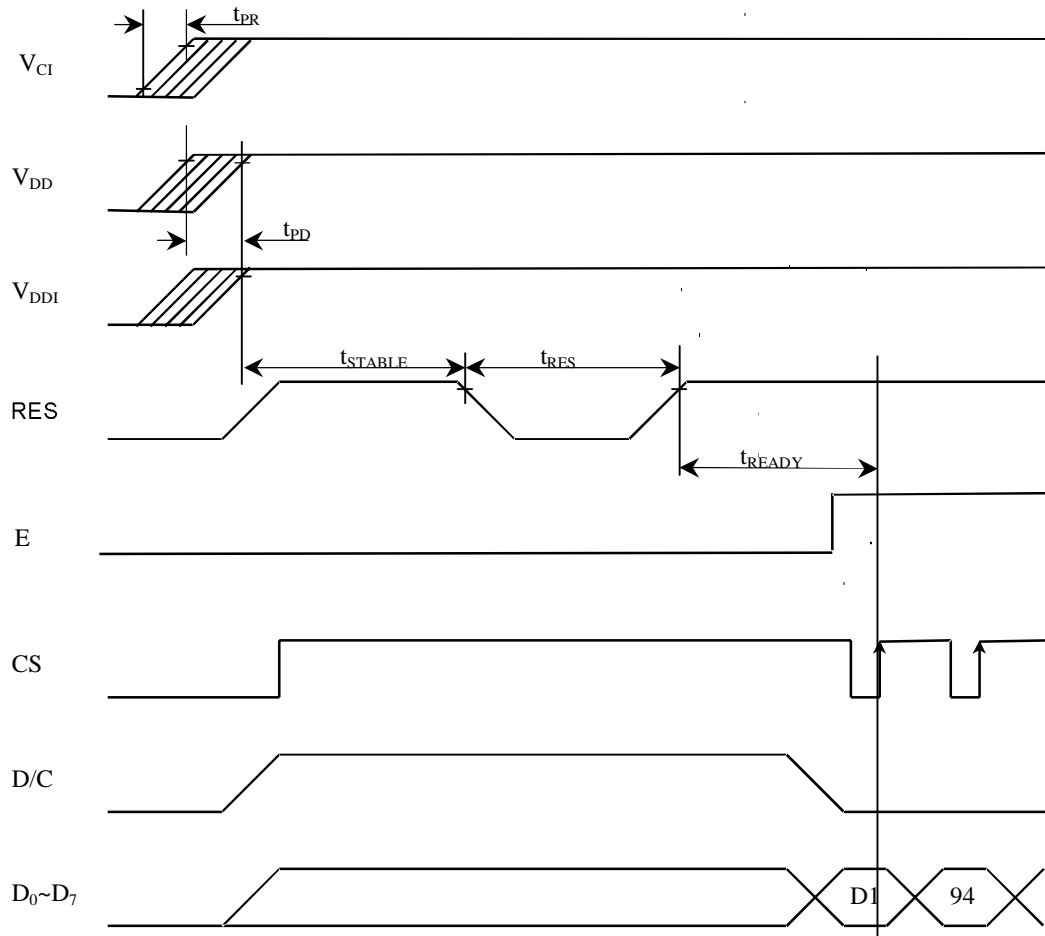 tPR
VCI
VDD
tPD
VDDI
tSTABLE
tRES
RES
tREADY
E
CS
D/C
D0~D7
D1
94